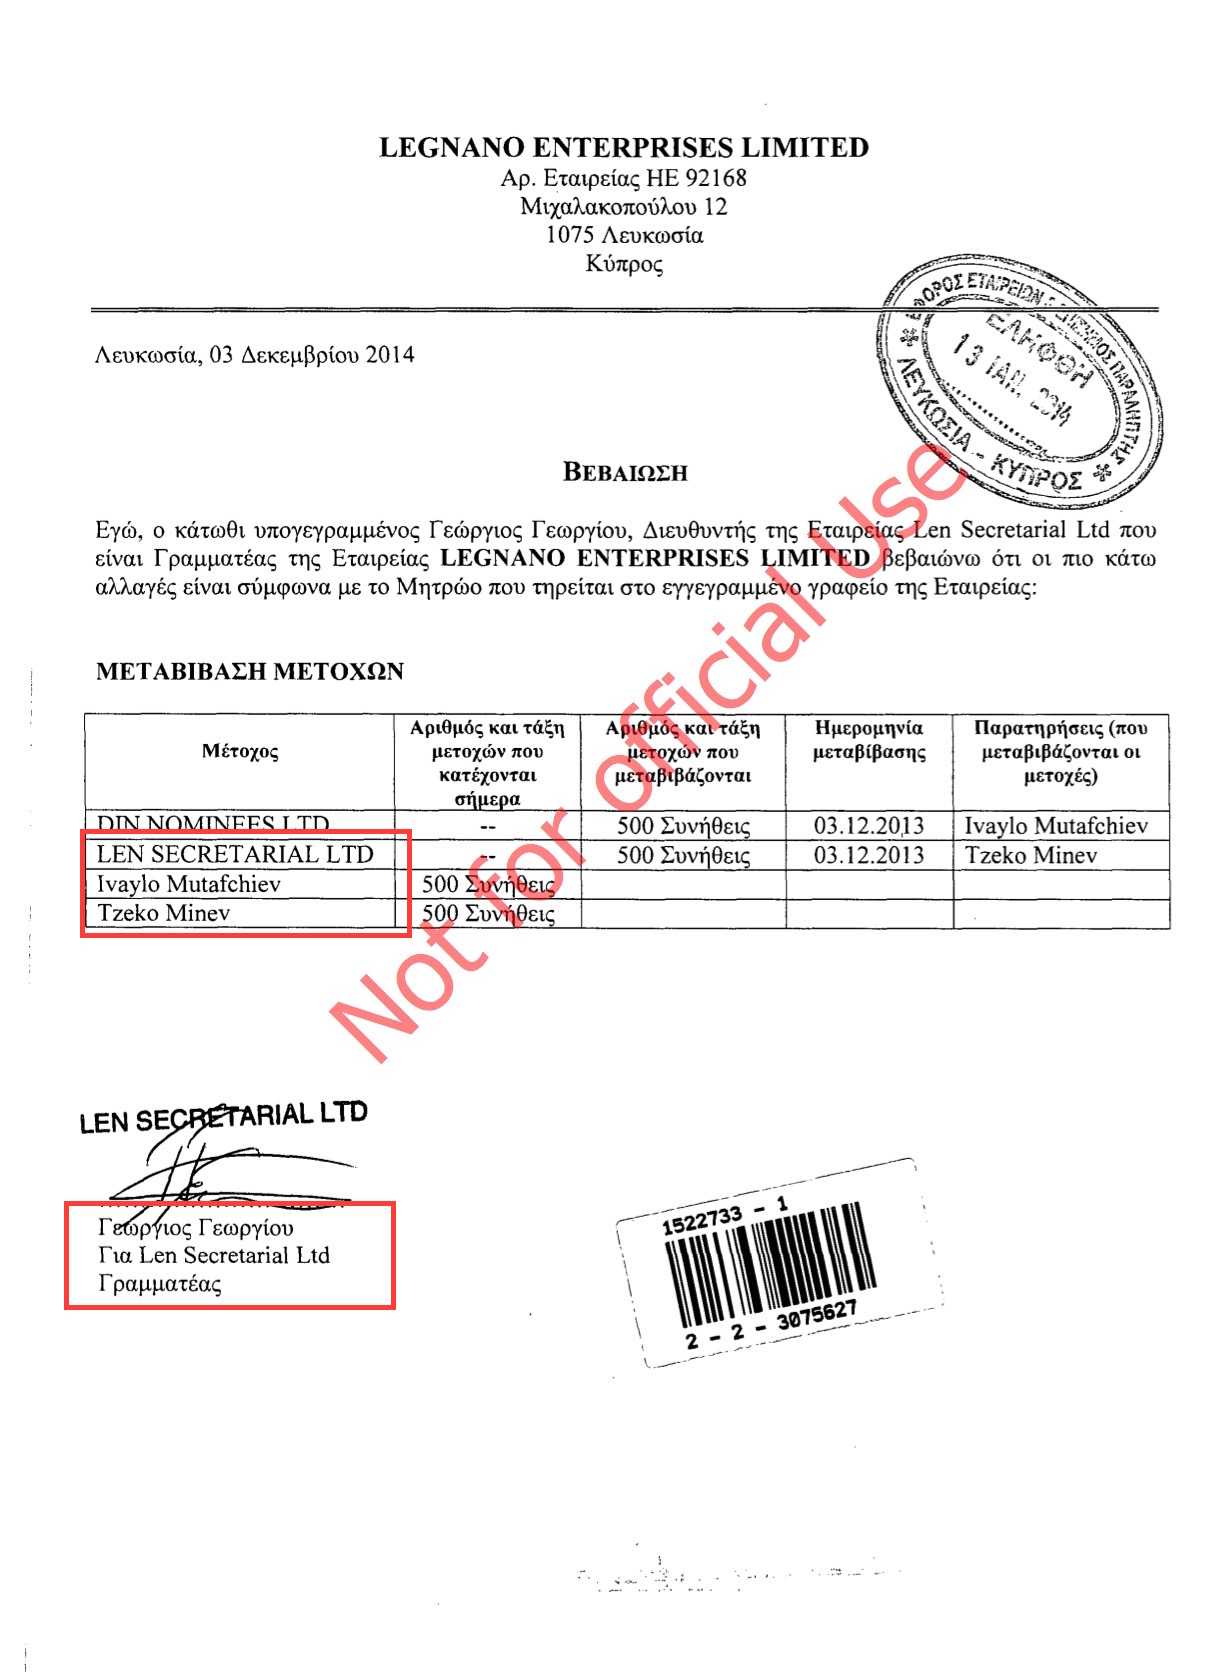 LEGNANO ENTERPRISES LIMITED
Αρ. Εταιρείας ΗΕ 92168
Μιχαλακοπούλου 12
1075 Λευκωσία
Κύπρος
ΕΦΟΡΟΣ ΕΤΑΙΡΕΙΩΝ & ΕΠΙΣΗΜΟΣ ΠΑΡΑΛΗΠΤΗΣ
ΕΛΗΦΘΗ
13 ΙΑΝ. 2014
* ΛΕΥΚΩΣΙΑ - ΚΥΠΡΟΣ *
Λευκωσία, 03 Δεκεμβρίου 2014
ΒΕΒΑΙΩΣΗ
Εγώ, ο κάτωθι υπογεγραμμένος Γεώργιος Γεωργίου, Διευθυντής της Εταιρείας Len Secretarial Ltd που
είναι Γραμματέας της Εταιρείας LEGNANO ENTERPRISES LIMITED βεβαιώνω ότι οι πιο κάτω
αλλαγές είναι σύμφωνα με το Μητρώο που τηρείται στο εγγεγραμμένο γραφείο της Εταιρείας:
ΜΕΤΑΒΙΒΑΣΗ ΜΕΤΟΧΩΝ
Μέτοχος Αριθμός και τάξη μετοχών που κατέχονται σήμερα Αριθμός και τάξη μετοχών που μεταβιβάζονται Ημερομηνία μεταβίβασης Παρατηρήσεις (που μεταβιβάζονται οι μετοχές)
DIN NOMINEES LTD -- 500 Συνήθεις 03.12.2013 Ivaylo Mutafchiev
LEN SECRETARIAL LTD -- 500 Συνήθεις 03.12.2013 Tzeko Minev
Ivaylo Mutafchiev 500 Συνήθεις
Tzeko Minev 500 Συνήθεις
Not for official Use
LEN SECRETARIAL LTD
Γεώργιος Γεωργίου
Για Len Secretarial Ltd
Γραμματέας
1522733 - 1
2 - 2 - 3075627